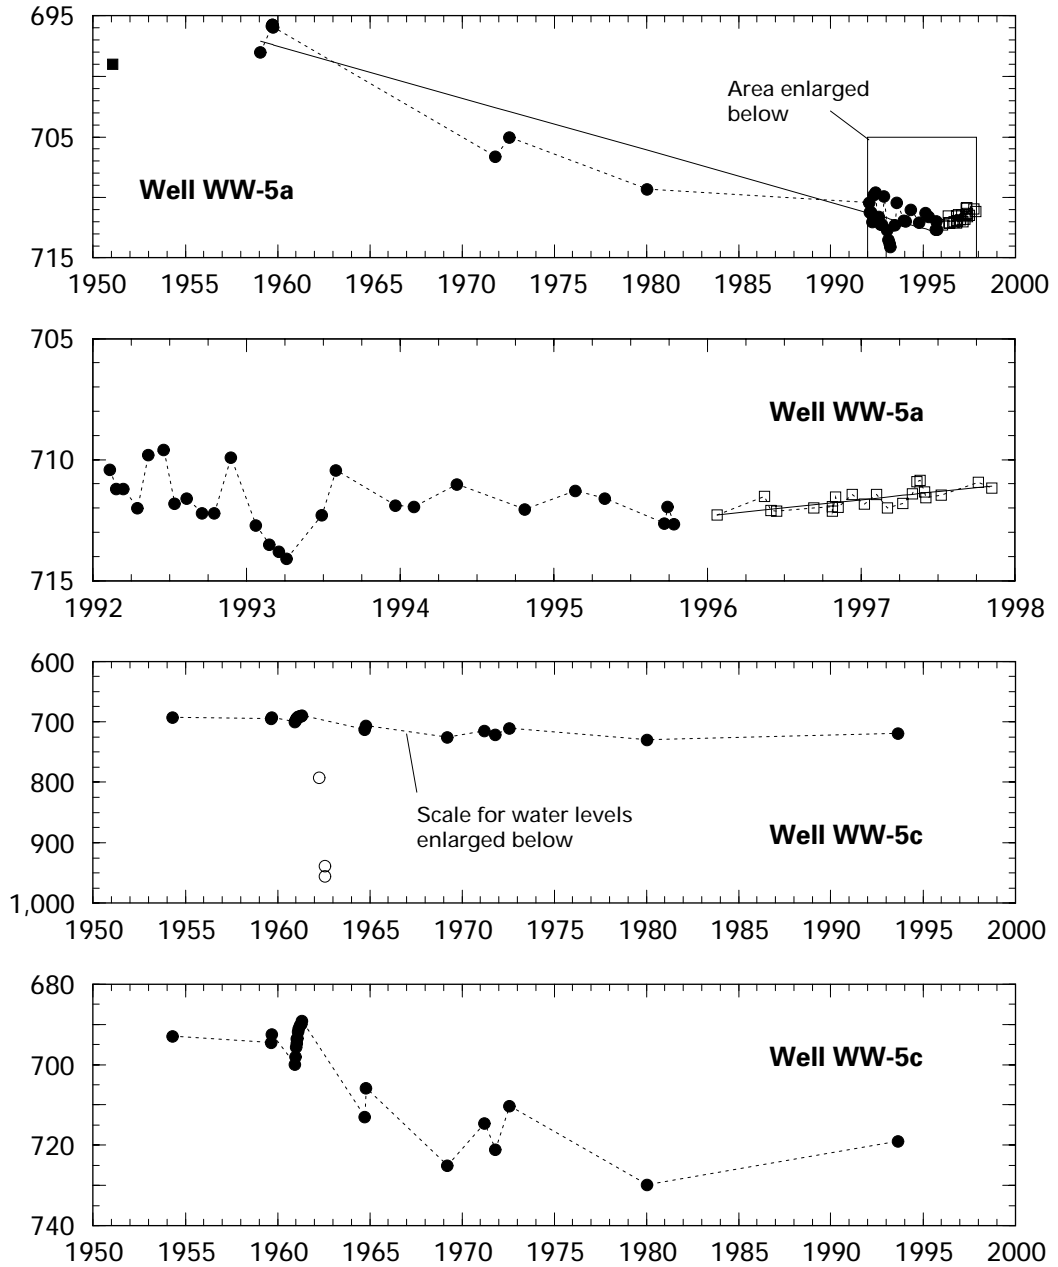 695
Area enlarged
below
705
Well WW-5a
715
1950 1955 1960 1965 1970 1975 1980 1985 1990 1995 2000
705
Well WW-5a
710
715
1992 1993 1994 1995 1996 1997 1998
600
700
800
Scale for water levels
enlarged below
Well WW-5c
900
1,000
1950 1955 1960 1965 1970 1975 1980 1985 1990 1995 2000
680
Well WW-5c
700
720
740
1950 1955 1960 1965 1970 1975 1980 1985 1990 1995 2000